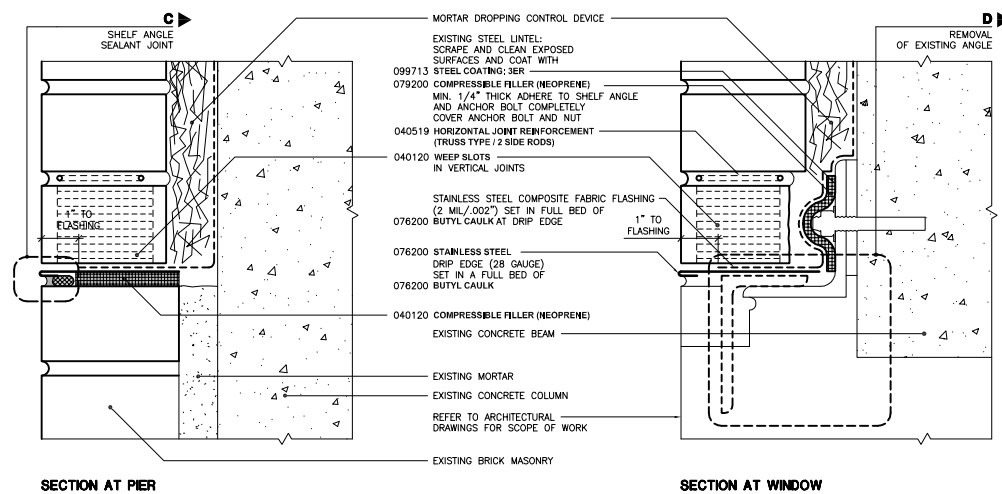 C
SHELF ANGLE
SEALANT JOINT
MORTAR DROPPING CONTROL DEVICE
D
REMOVAL
OF EXISTING ANGLE
EXISTING STEEL LINTEL:
SCRAPE AND CLEAN EXPOSED
SURFACES AND COAT WITH
099713 STEEL COATING; 3ER
079200 COMPRESSIBLE FILLER (NEOPRENE)
MIN. 1/4" THICK ADHERE TO SHELF ANGLE
AND ANCHOR BOLT COMPLETELY
COVER ANCHOR BOLT AND NUT
040519 HORIZONTAL JOINT REINFORCEMENT
(TRUSS TYPE / 2 SIDE RODS)
040120 WEEP SLOTS
IN VERTICAL JOINTS
STAINLESS STEEL COMPOSITE FABRIC FLASHING
(2 MIL/.002") SET IN FULL BED OF
076200 BUTYL CAULK AT DRIP EDGE
1" TO
FLASHING
1" TO
FLASHING
076200 STAINLESS STEEL
DRIP EDGE (28 GAUGE)
SET IN A FULL BED OF
076200 BUTYL CAULK
040120 COMPRESSIBLE FILLER (NEOPRENE)
EXISTING CONCRETE BEAM
EXISTING MORTAR
EXISTING CONCRETE COLUMN
REFER TO ARCHITECTURAL
DRAWINGS FOR SCOPE OF WORK
EXISTING BRICK MASONRY
SECTION AT PIER
SECTION AT WINDOW